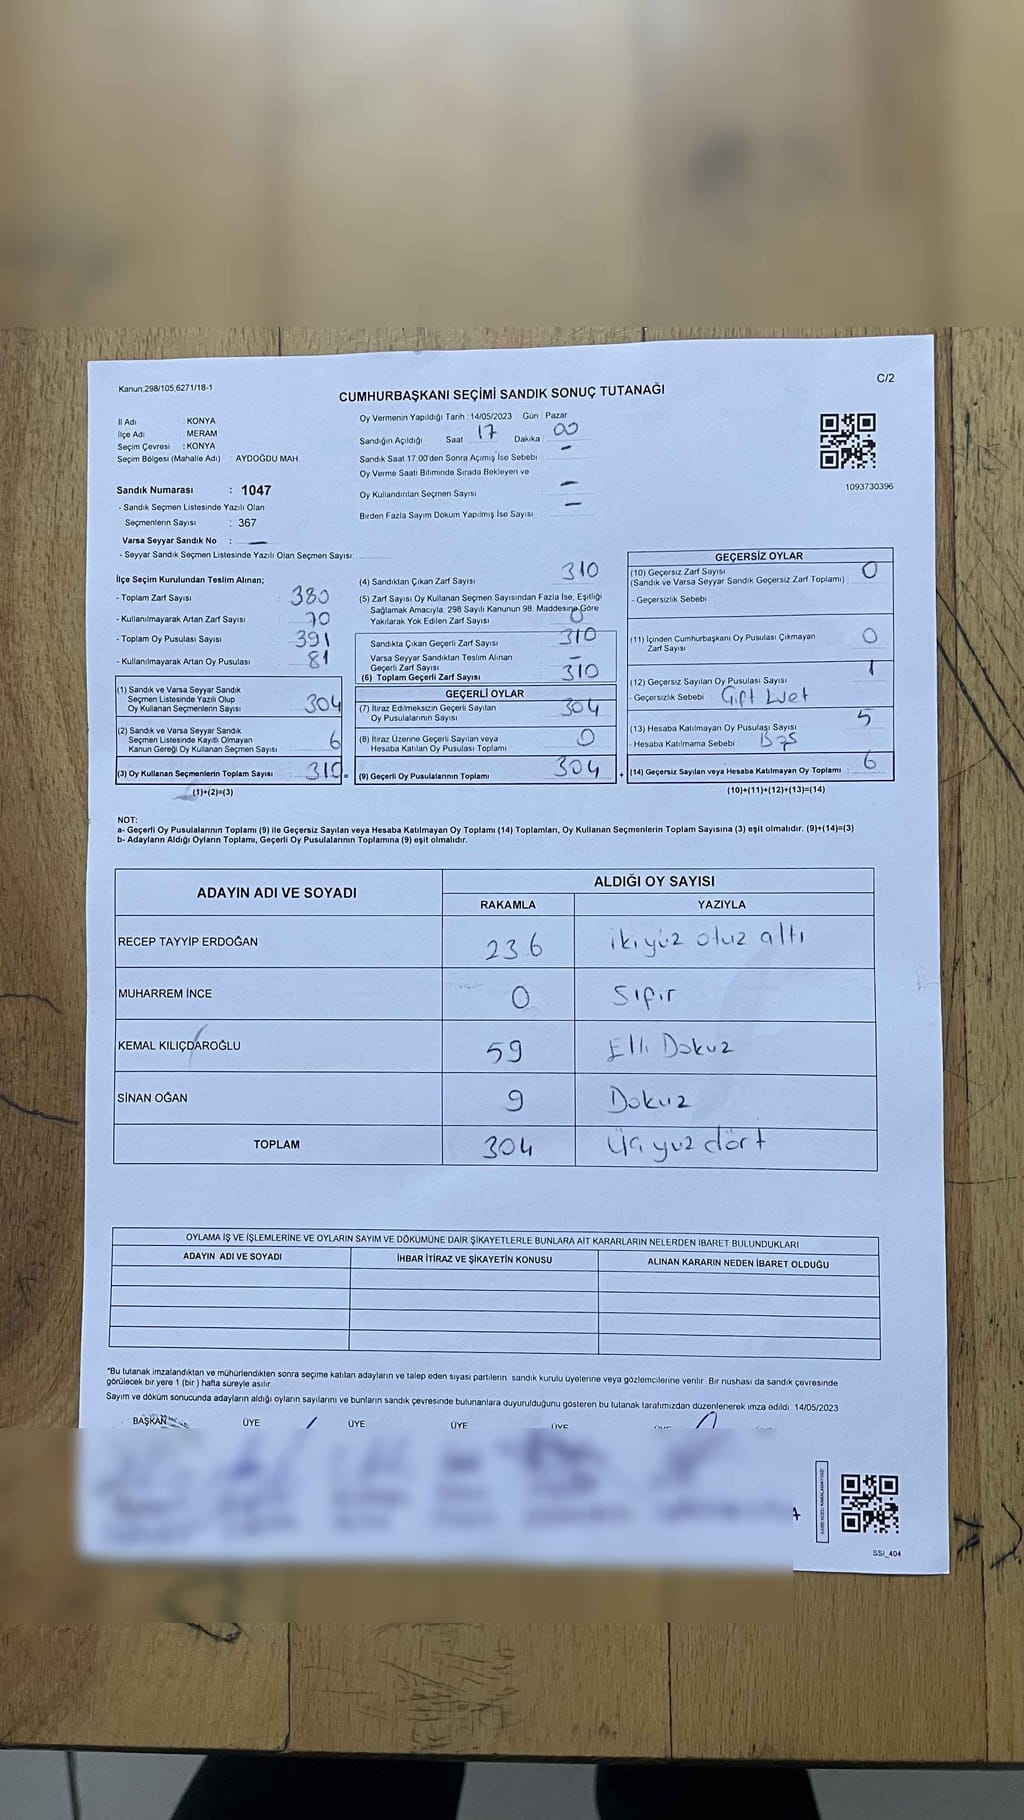 Kanun:298/105,6271/18-1
C/2
CUMHURBAŞKANI SEÇİMİ SANDIK SONUÇ TUTANAĞI
İl Adı : KONYA
İlçe Adı : MERAM
Seçim Çevresi : KONYA
Seçim Bölgesi (Mahalle Adı) : AYDOĞDU MAH.
Oy Vermenin Yapıldığı Tarih : 14/05/2023 Gün : Pazar
Sandığın Açıldığı Saat 17 Dakika 00
Sandık Saat 17.00'den Sonra Açımış İse Sebebi -
Oy Verme Saati Bitiminde Sırada Bekleyen ve
Oy Kullandırılan Seçmen Sayısı -
Birden Fazla Sayım Döküm Yapılmış İse Sayısı -
1093730396
Sandık Numarası : 1047
- Sandık Seçmen Listesinde Yazılı Olan
Seçmenlerin Sayısı : 367
Varsa Seyyar Sandık No : -
- Seyyar Sandık Seçmen Listesinde Yazılı Olan Seçmen Sayısı:
İlçe Seçim Kurulundan Teslim Alınan;
- Toplam Zarf Sayısı 380
- Kullanılmayarak Artan Zarf Sayısı 70
- Toplam Oy Pusulası Sayısı 391
- Kullanılmayarak Artan Oy Pusulası 81
(1) Sandık ve Varsa Seyyar Sandık
Seçmen Listesinde Yazılı Olup
Oy Kullanan Seçmenlerin Sayısı 304
(2) Sandık ve Varsa Seyyar Sandık
Seçmen Listesinde Kayıtlı Olmayan
Kanun Gereği Oy Kullanan Seçmen Sayısı 6
(3) Oy Kullanan Seçmenlerin Toplam Sayısı 310 =
(1)+(2)=(3)
(4) Sandıktan Çıkan Zarf Sayısı 310
(5) Zarf Sayısı Oy Kullanan Seçmen Sayısından Fazla İse, Eşitliği
Sağlamak Amacıyla, 298 Sayılı Kanunun 98. Maddesine Göre
Yakılarak Yok Edilen Zarf Sayısı 0
Sandıkta Çıkan Geçerli Zarf Sayısı 310
Varsa Seyyar Sandıktan Teslim Alınan
Geçerli Zarf Sayısı -
(6) Toplam Geçerli Zarf Sayısı 310
GEÇERLİ OYLAR
(7) İtiraz Edilmeksizin Geçerli Sayılan
Oy Pusulalarının Sayısı 304
(8) İtiraz Üzerine Geçerli Sayılan veya
Hesaba Katılan Oy Pusulası Toplamı 0
(9) Geçerli Oy Pusulalarının Toplamı 304 +
GEÇERSİZ OYLAR
(10) Geçersiz Zarf Sayısı 0
(Sandık ve Varsa Seyyar Sandık Geçersiz Zarf Toplamı)
- Geçersizlik Sebebi
(11) İçinden Cumhurbaşkanı Oy Pusulası Çıkmayan
Zarf Sayısı 0
(12) Geçersiz Sayılan Oy Pusulası Sayısı 1
- Geçersizlik Sebebi : Çift Evet
(13) Hesaba Katılmayan Oy Pusulası Sayısı 5
- Hesaba Katılmama Sebebi
(14) Geçersiz Sayılan veya Hesaba Katılmayan Oy Toplamı : 6
(10)+(11)+(12)+(13)=(14)
NOT:
a- Geçerli Oy Pusulalarının Toplamı (9) ile Geçersiz Sayılan veya Hesaba Katılmayan Oy Toplamı (14) Toplamları, Oy Kullanan Seçmenlerin Toplam Sayısına (3) eşit olmalıdır. (9)+(14)=(3)
b- Adayların Aldığı Oyların Toplamı, Geçerli Oy Pusulalarının Toplamına (9) eşit olmalıdır.
ADAYIN ADI VE SOYADI
ALDIĞI OY SAYISI
RAKAMLA YAZIYLA
RECEP TAYYİP ERDOĞAN 236 ikiyüz otuz altı
MUHARREM İNCE 0 Sıfır
KEMAL KILIÇDAROĞLU 59 Elli Dokuz
SİNAN OĞAN 9 Dokuz
TOPLAM 304 Üçyüz dört
OYLAMA İŞ VE İŞLEMLERİNE VE OYLARIN SAYIM VE DÖKÜMÜNE DAİR ŞİKAYETLERLE BUNLARA AİT KARARLARIN NELERDEN İBARET BULUNDUKLARI
ADAYIN ADI VE SOYADI İHBAR İTİRAZ VE ŞİKAYETİN KONUSU ALINAN KARARIN NEDEN İBARET OLDUĞU
*Bu tutanak imzalandıktan ve mühürlendikten sonra seçime katılan adayların ve talep eden siyasi partilerin sandık kurulu üyelerine veya gözlemcilerine verilir. Bir nüshası da sandık çevresinde
görülecek bir yere 1 (bir) hafta süreyle asılır.
Sayım ve döküm sonucunda adayların aldığı oyların sayılarını ve bunların sandık çevresinde bulunanlara duyurulduğunu gösteren bu tutanak tarafımızdan düzenlenerek imza edildi. 14/05/2023
BAŞKAN ÜYE ÜYE ÜYE ÜYE
SSI_404